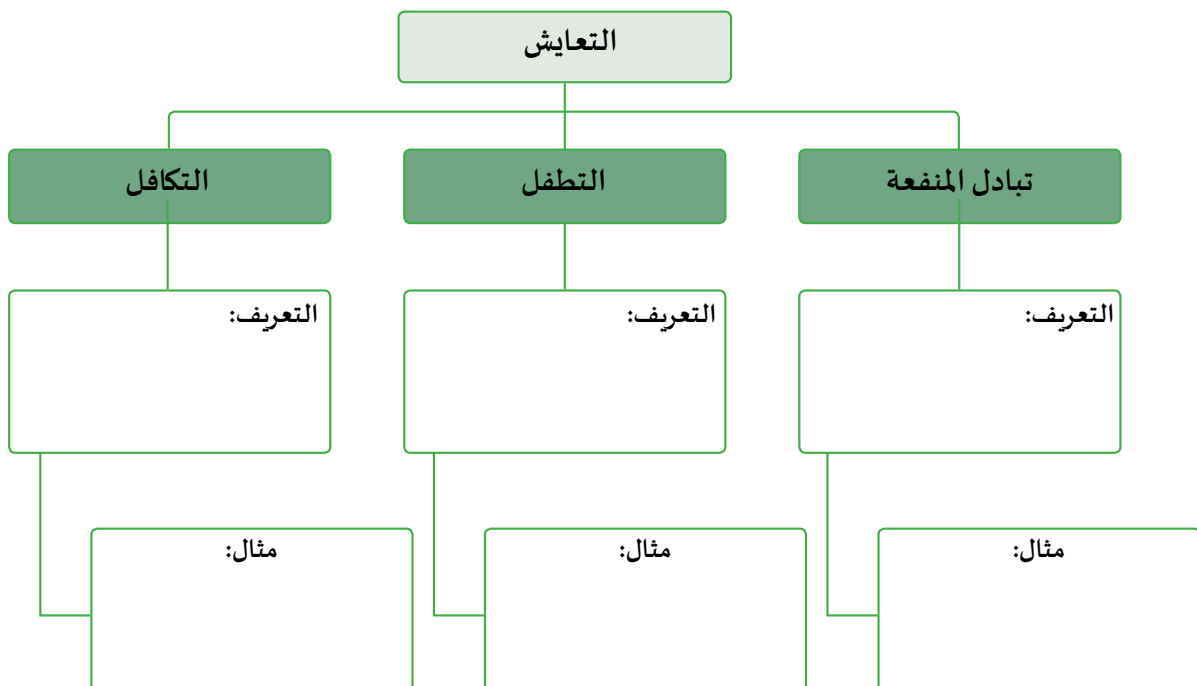 التعايش
تبادل المنفعة
التطفل
التكافل
التعريف:
التعريف:
التعريف:
مثال:
مثال:
مثال: